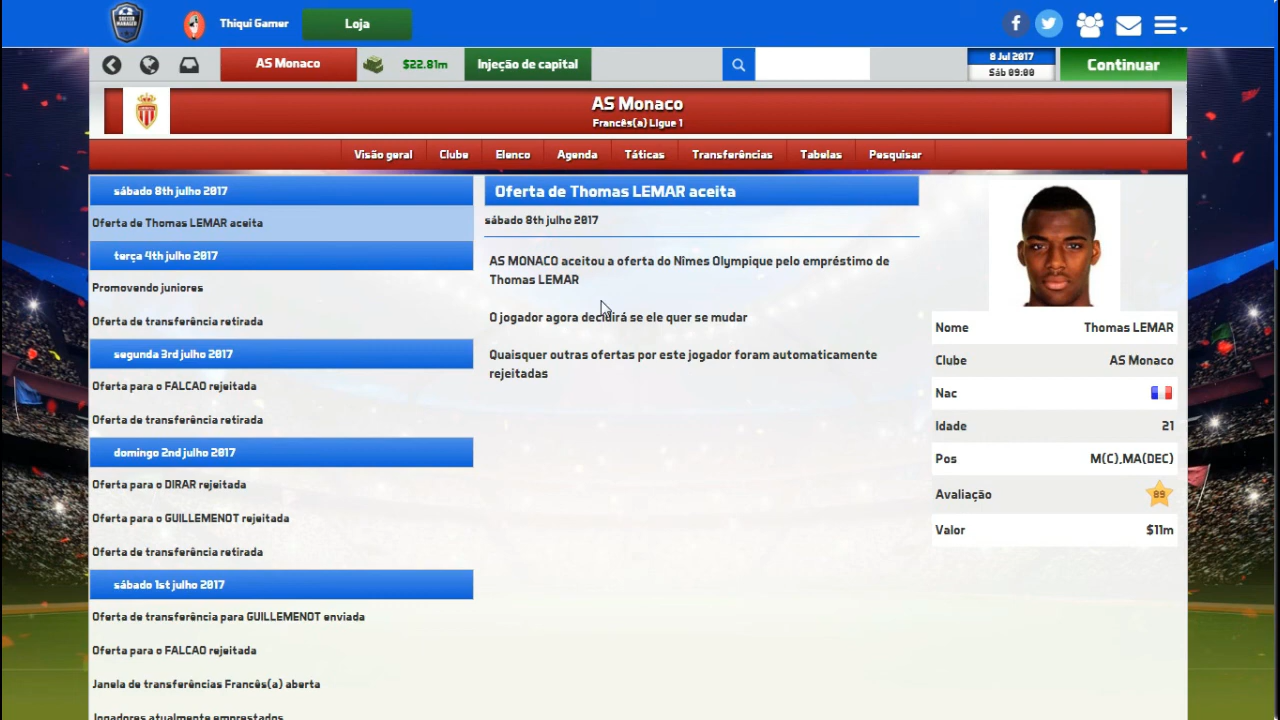 SOCCER MANAGER
Thiqui Gamer
Loja
AS Monaco
$22.81m
Injeção de capital
8 Jul 2017
Sáb 09:00
Continuar
AS Monaco
Francês(a) Ligue 1
Visão geral
Clube
Elenco
Agenda
Táticas
Transferências
Tabelas
Pesquisar
sábado 8th julho 2017
Oferta de Thomas LEMAR aceita
terça 4th julho 2017
Promovendo juniores
Oferta de transferência retirada
segunda 3rd julho 2017
Oferta para o FALCAO rejeitada
Oferta de transferência retirada
domingo 2nd julho 2017
Oferta para o DIRAR rejeitada
Oferta para o GUILLEMENOT rejeitada
Oferta de transferência retirada
sábado 1st julho 2017
Oferta de transferência para GUILLEMENOT enviada
Oferta para o FALCAO rejeitada
Janela de transferências Francês(a) aberta
Jogadores atualmente emprestados
Oferta de Thomas LEMAR aceita
sábado 8th julho 2017
AS MONACO aceitou a oferta do Nîmes Olympique pelo empréstimo de
Thomas LEMAR
O jogador agora decidirá se ele quer se mudar
Quaisquer outras ofertas por este jogador foram automaticamente
rejeitadas
Nome Thomas LEMAR
Clube AS Monaco
Nac
Idade 21
Pos M(C),MA(DEC)
Avaliação 89
Valor $11m